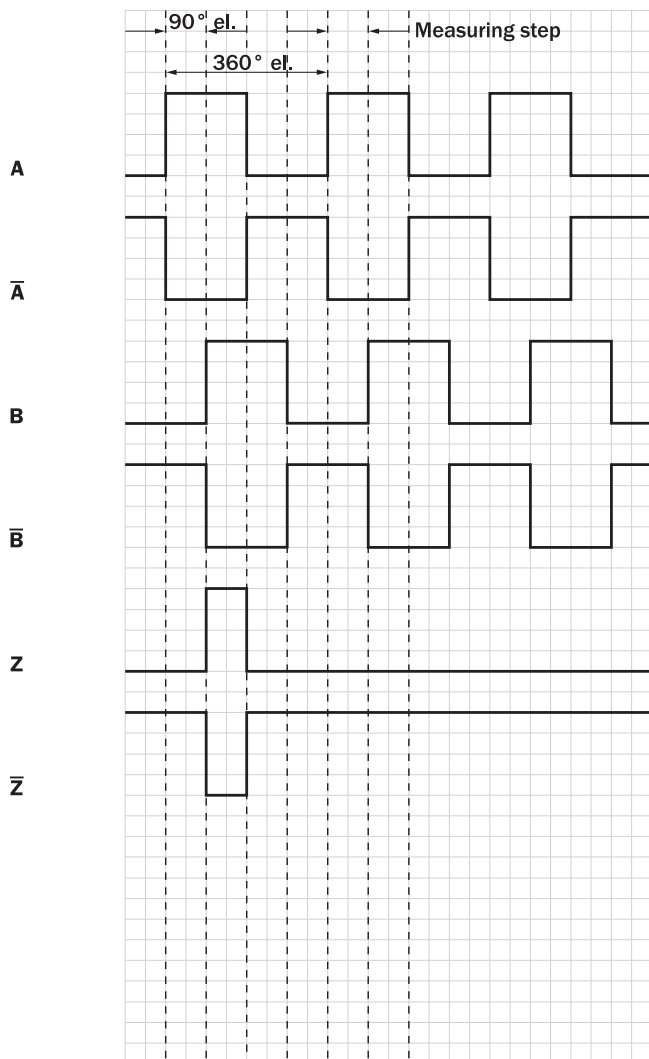 90° el.
Measuring step
360° el.
A
A̅
B
B̅
Z
Z̅